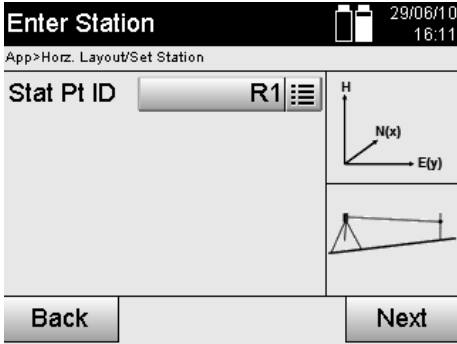 Enter Station
29/06/10
16:11
App>Horz. Layout/Set Station
Stat Pt ID R1
H
N(x)
E(y)
Back Next